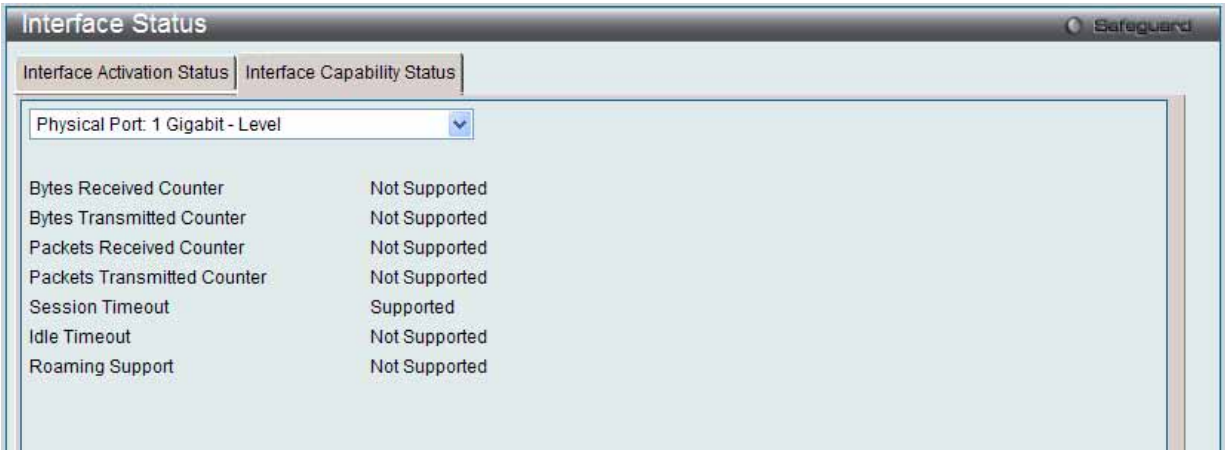 Interface Status
Safeguard
Interface Activation Status
Interface Capability Status
Physical Port: 1 Gigabit - Level
Bytes Received Counter Not Supported
Bytes Transmitted Counter Not Supported
Packets Received Counter Not Supported
Packets Transmitted Counter Not Supported
Session Timeout Supported
Idle Timeout Not Supported
Roaming Support Not Supported